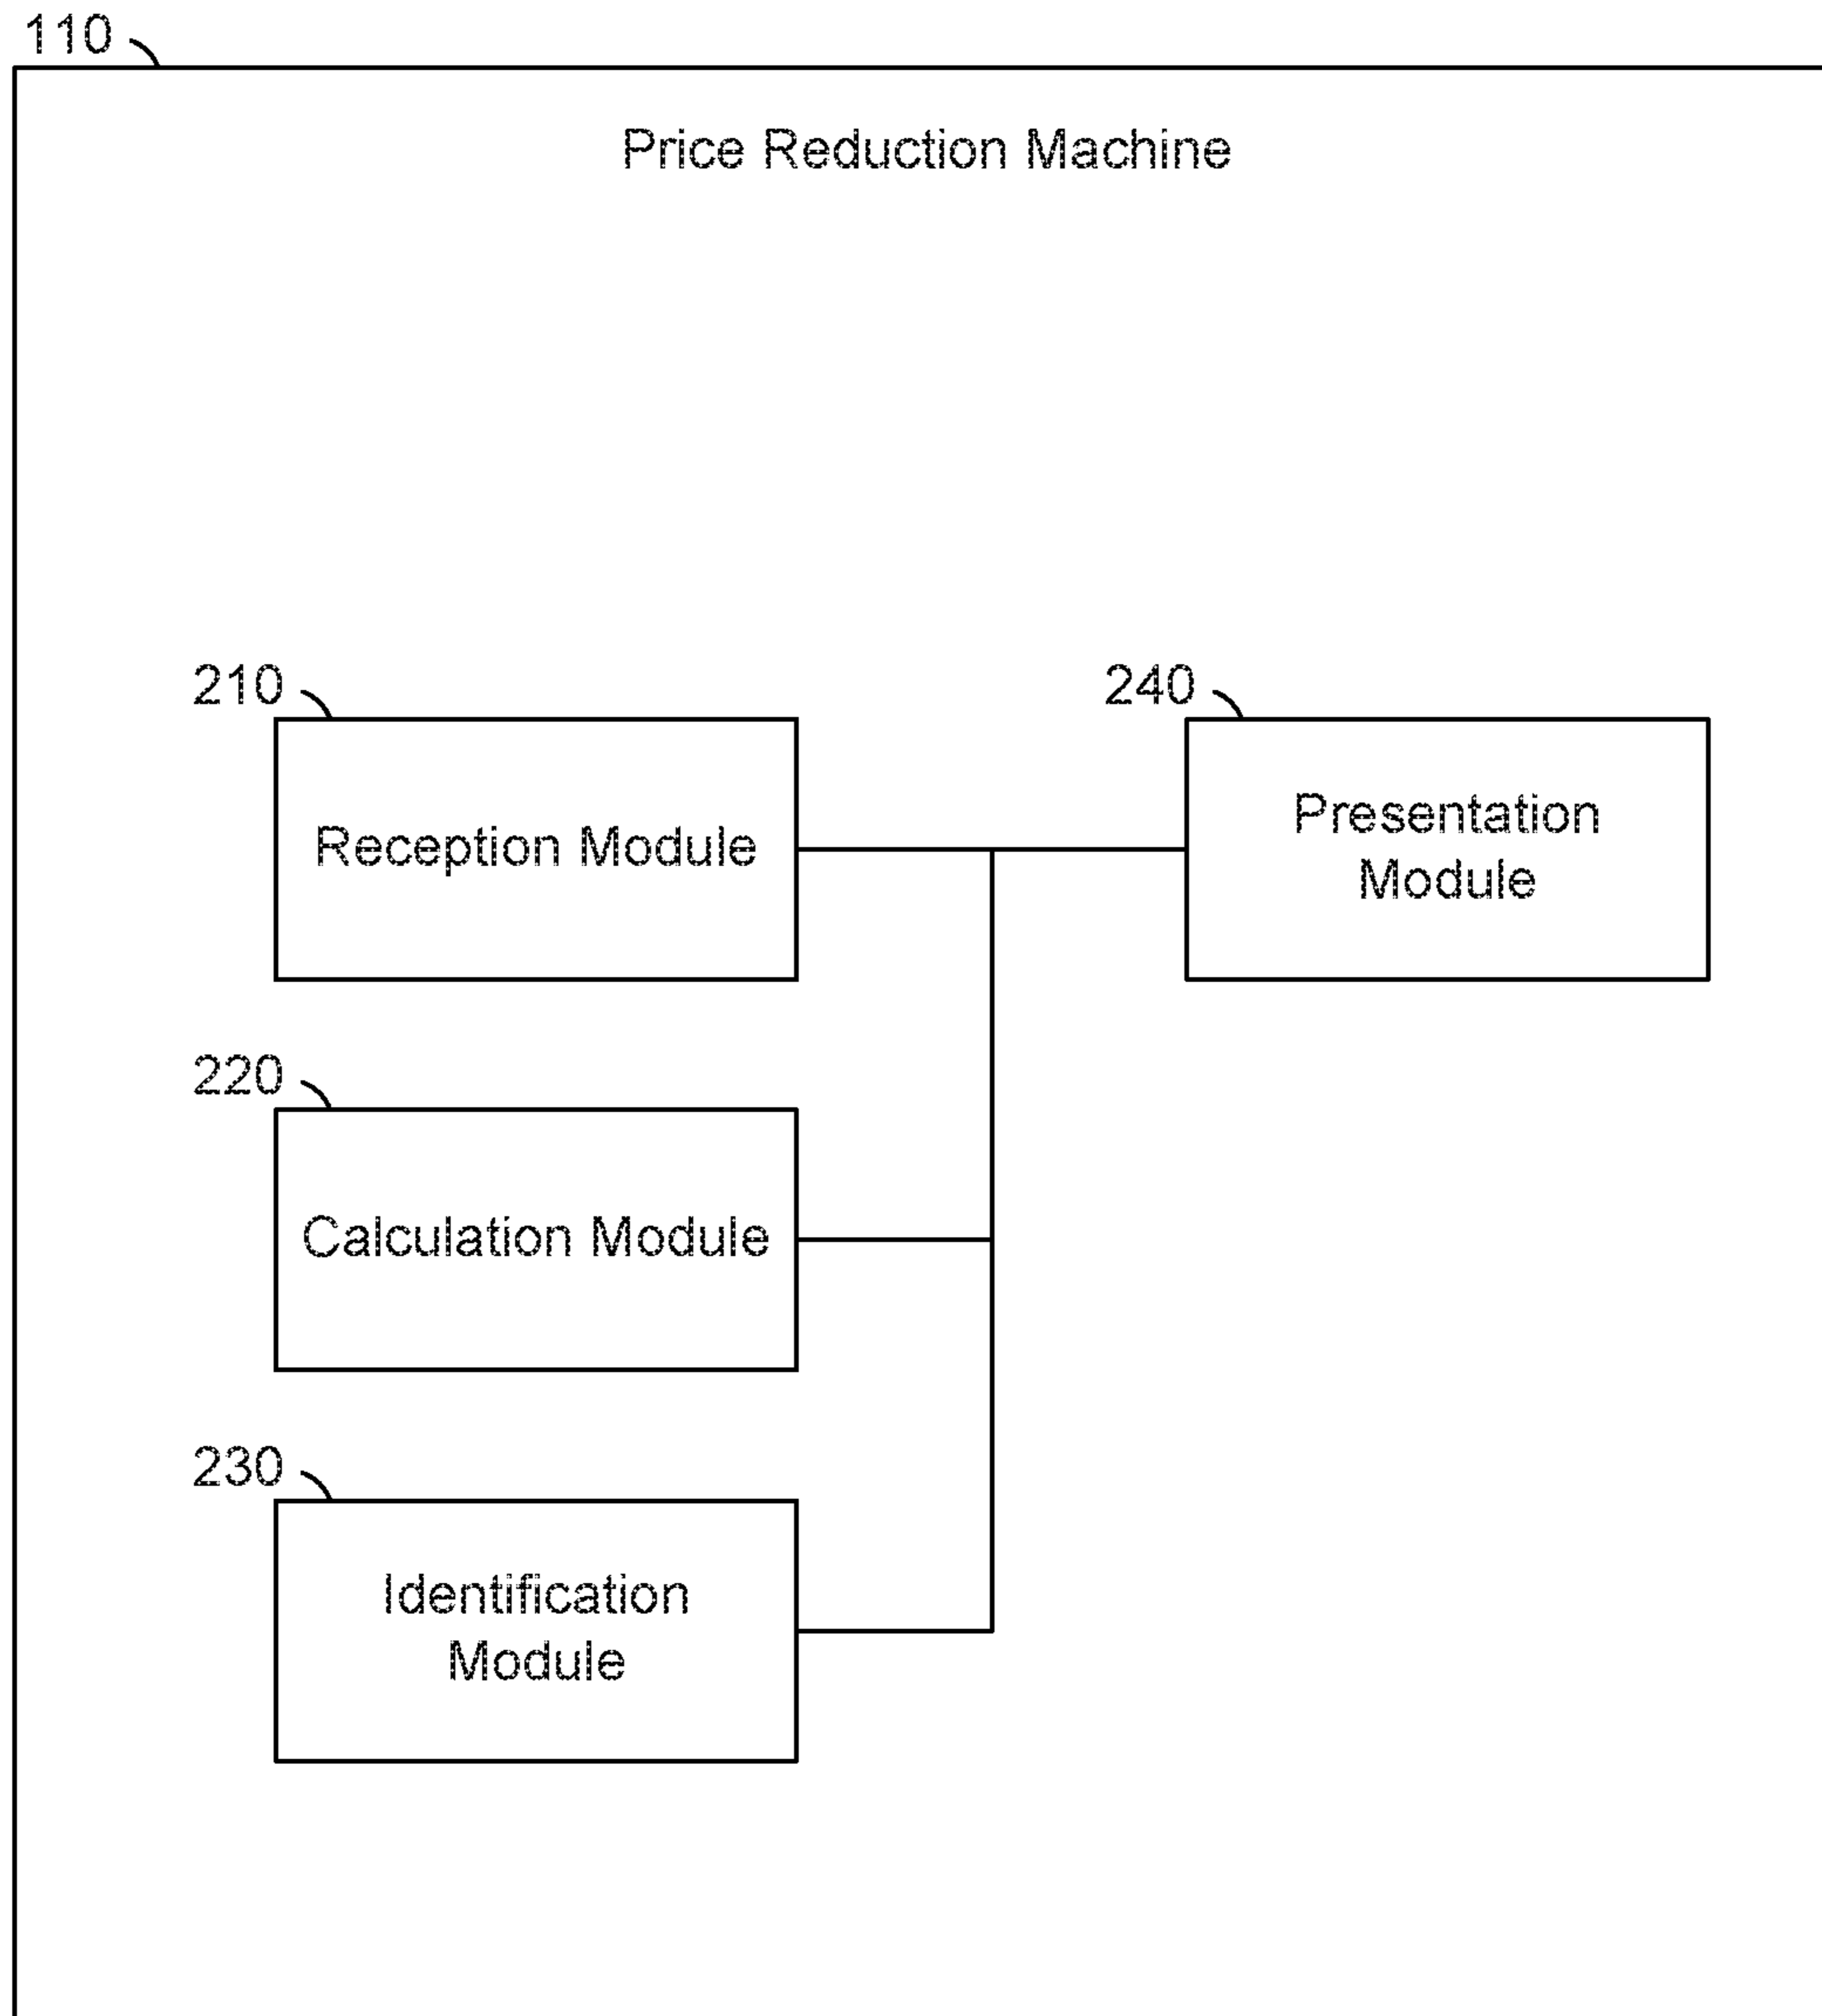 110
Price Reduction Machine
210
Reception Module
240
Presentation
Module
220
Calculation Module
230
Identification
Module